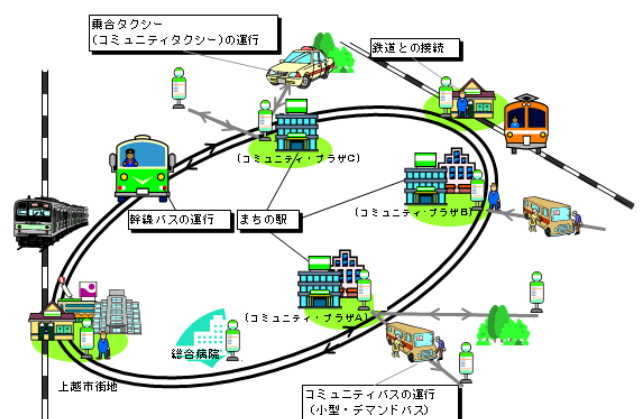 乗合タクシー
(コミュニティタクシー)の運行
鉄道との接続
(コミュニティ・プラザC)
幹線バスの運行
まちの駅
(コミュニティ・プラザB)
(コミュニティ・プラザA)
総合病院
上越市街地
コミュニティバスの運行
(小型・デマンドバス)